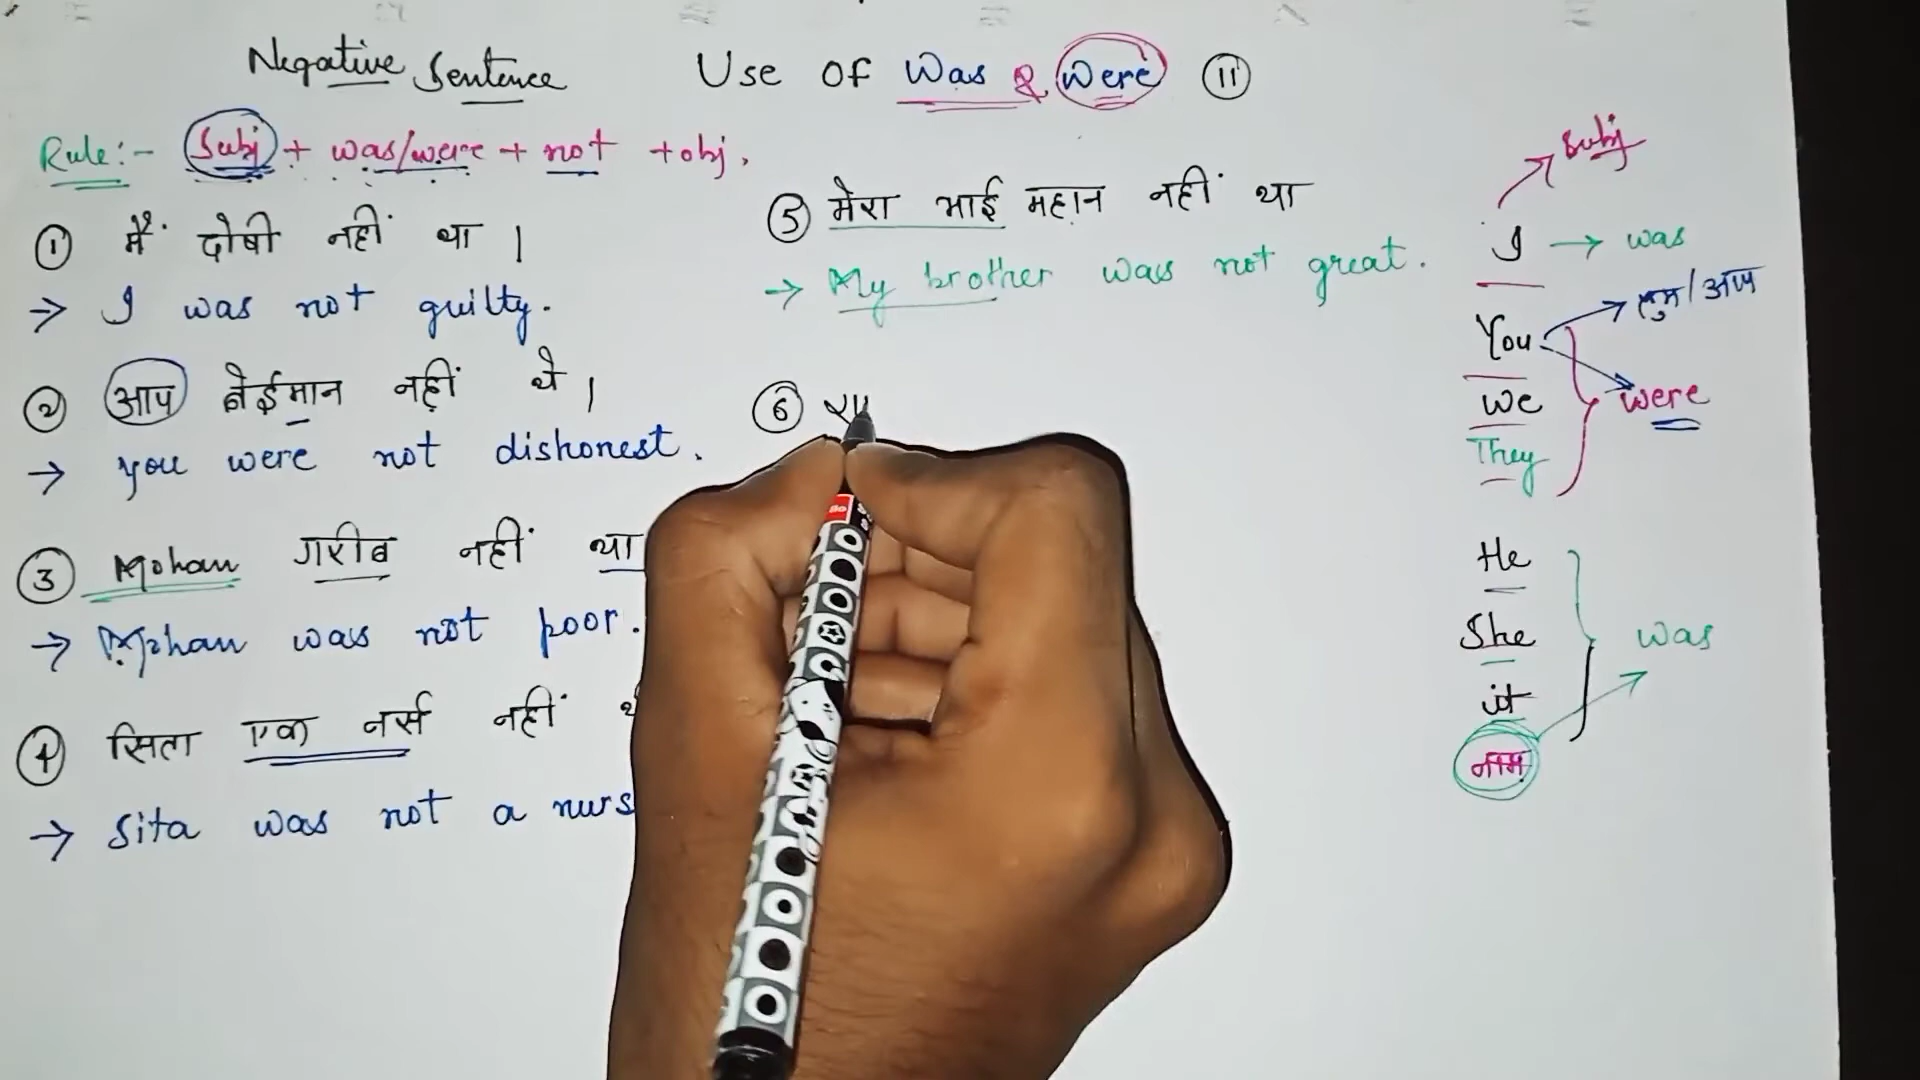 Negative Sentence Use Of Was & Were 11
Rule:- Subj + was/were + not + obj.
1 मैं दोषी नहीं था |
→ I was not guilty.
2 आप बेईमान नहीं थे |
→ you were not dishonest.
3 Mohan गरीब नहीं था
→ Mohan was not poor.
4 सिता एक नर्स नहीं
→ Sita was not a nurs
5 मेरा भाई महान नहीं था
→ My brother was not great.
6 रा
Subj
I → was
You तुम/आप
We were
They
He
She was
it
नाम